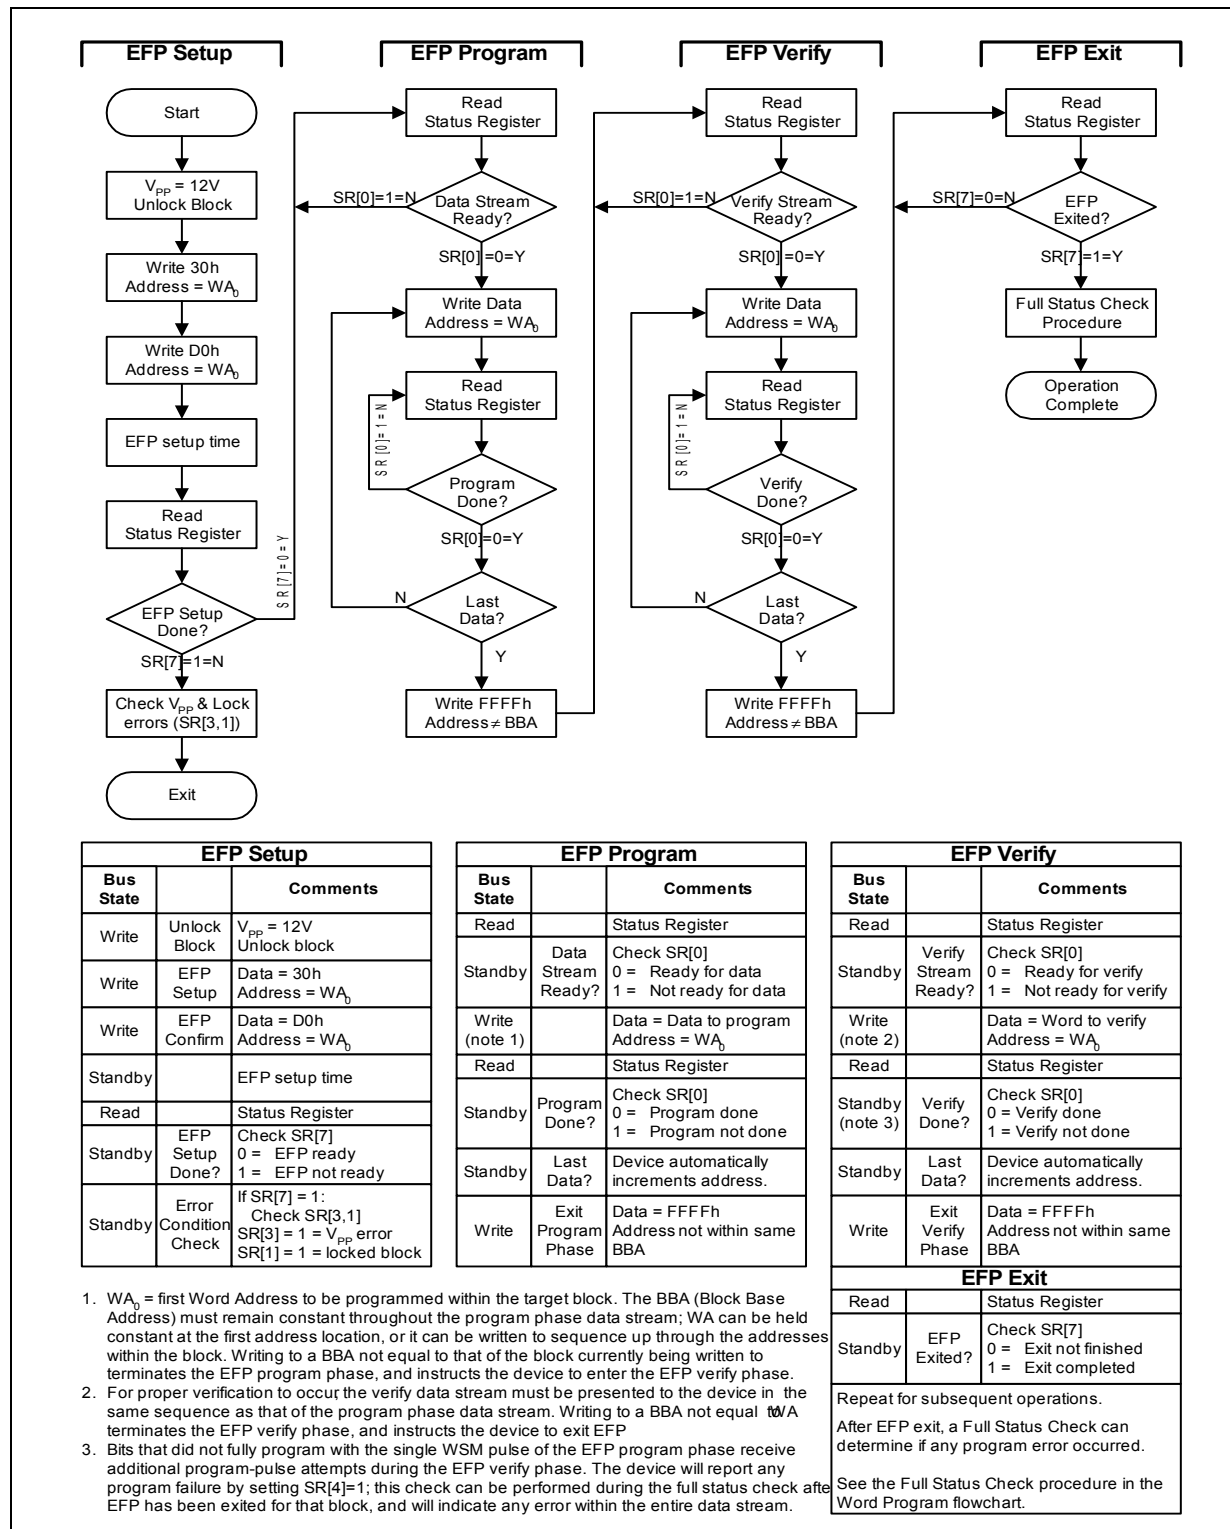 EFP Setup
EFP Program
EFP Verify
EFP Exit
Start
VPP = 12V
Unlock Block
Write 30h
Address = WA0
Write D0h
Address = WA0
EFP setup time
Read
Status Register
EFP Setup
Done?
SR[7]=0=Y
SR[7]=1=N
Check VPP & Lock
errors (SR[3,1])
Exit
Read
Status Register
SR[0]=1=N
Data Stream
Ready?
SR[0]=0=Y
Write Data
Address = WA0
Read
Status Register
SR[0]=1=N
Program
Done?
SR[0]=0=Y
N
Last
Data?
Y
Write FFFFh
Address ≠ BBA
Read
Status Register
SR[0]=1=N
Verify Stream
Ready?
SR[0]=0=Y
Write Data
Address = WA0
Read
Status Register
SR[0]=1=N
Verify
Done?
SR[0]=0=Y
N
Last
Data?
Y
Write FFFFh
Address ≠ BBA
Read
Status Register
SR[7]=0=N
EFP
Exited?
SR[7]=1=Y
Full Status Check
Procedure
Operation
Complete
EFP Setup
Bus
State
Comments
Write
Unlock
Block
VPP = 12V
Unlock block
Write
EFP
Setup
Data = 30h
Address = WA0
Write
EFP
Confirm
Data = D0h
Address = WA0
Standby
EFP setup time
Read
Status Register
Standby
EFP
Setup
Done?
Check SR[7]
0 = EFP ready
1 = EFP not ready
Standby
Error
Condition
Check
If SR[7] = 1:
Check SR[3,1]
SR[3] = 1 = VPP error
SR[1] = 1 = locked block
EFP Program
Bus
State
Comments
Read
Status Register
Standby
Data
Stream
Ready?
Check SR[0]
0 = Ready for data
1 = Not ready for data
Write
(note 1)
Data = Data to program
Address = WA0
Read
Status Register
Standby
Program
Done?
Check SR[0]
0 = Program done
1 = Program not done
Standby
Last
Data?
Device automatically
increments address.
Write
Exit
Program
Phase
Data = FFFFh
Address not within same
BBA
EFP Verify
Bus
State
Comments
Read
Status Register
Standby
Verify
Stream
Ready?
Check SR[0]
0 = Ready for verify
1 = Not ready for verify
Write
(note 2)
Data = Word to verify
Address = WA0
Read
Status Register
Standby
(note 3)
Verify
Done?
Check SR[0]
0 = Verify done
1 = Verify not done
Standby
Last
Data?
Device automatically
increments address.
Write
Exit
Verify
Phase
Data = FFFFh
Address not within same
BBA
EFP Exit
Read
Status Register
Standby
EFP
Exited?
Check SR[7]
0 = Exit not finished
1 = Exit completed
Repeat for subsequent operations.
After EFP exit, a Full Status Check can
determine if any program error occurred.
See the Full Status Check procedure in the
Word Program flowchart.
1. WA0 = first Word Address to be programmed within the target block. The BBA (Block Base
Address) must remain constant throughout the program phase data stream; WA can be held
constant at the first address location, or it can be written to sequence up through the addresses
within the block. Writing to a BBA not equal to that of the block currently being written to
terminates the EFP program phase, and instructs the device to enter the EFP verify phase.
2. For proper verification to occur, the verify data stream must be presented to the device in the
same sequence as that of the program phase data stream. Writing to a BBA not equal to WA
terminates the EFP verify phase, and instructs the device to exit EFP
3. Bits that did not fully program with the single WSM pulse of the EFP program phase receive
additional program-pulse attempts during the EFP verify phase. The device will report any
program failure by setting SR[4]=1; this check can be performed during the full status check afte
EFP has been exited for that block, and will indicate any error within the entire data stream.